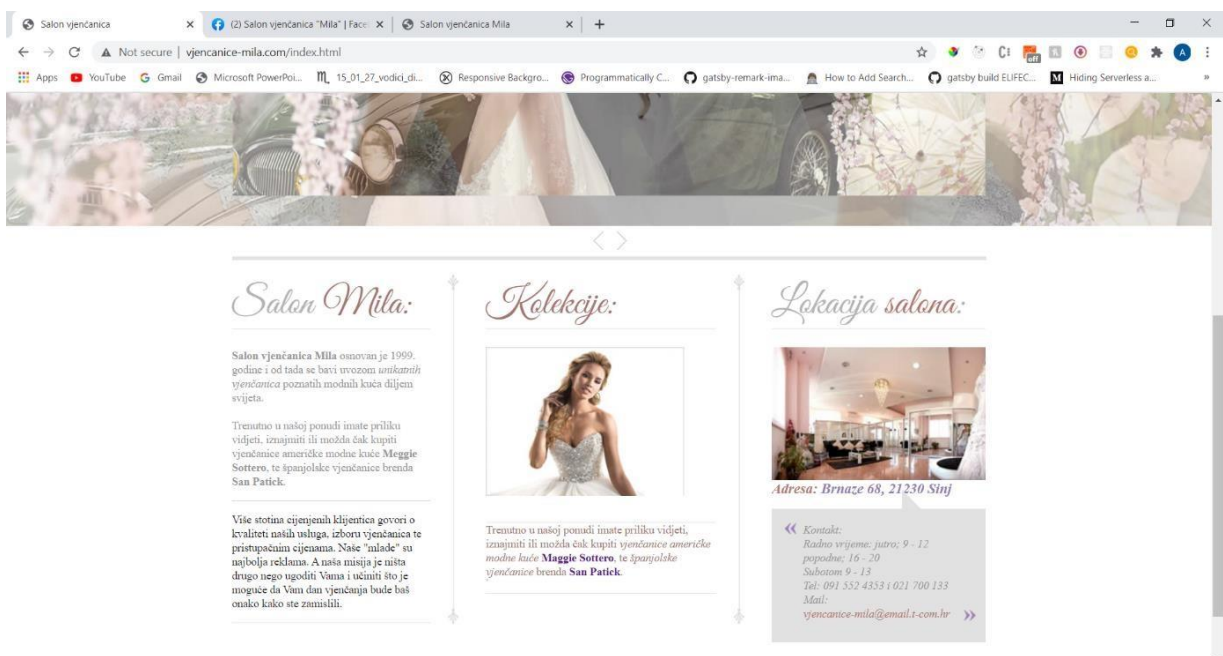 Salon vjenčanica
(2) Salon vjenčanica "Mila" | Face
Salon vjenčanica Mila
Not secure | vjencanice-mila.com/index.html
Apps YouTube Gmail Microsoft PowerPoi... 15_01_27_vodici_di... Responsive Backgro... Programmatically C... gatsby-remark-ima... How to Add Search... gatsby build ELIFEC... Hiding Serverless a... »
Salon Mila:
Salon vjenčanica Mila osnovan je 1999.
godine i od tada se bavi uvozom unikatnih
vjenčanica poznatih modnih kuća diljem
svijeta.
Trenutno u našoj ponudi imate priliku
vidjeti, iznajmiti ili možda čak kupiti
vjenčanice američke modne kuće Meggie
Sottero, te španjolske vjenčanice brenda
San Patick.
Više stotina cijenjenih klijentica govori o
kvaliteti naših usluga, izboru vjenčanica te
pristupačnim cijenama. Naše "mlade" su
najbolja reklama. A naša misija je ništa
drugo nego ugoditi Vama i učiniti što je
moguće da Vam dan vjenčanja bude baš
onako kako ste zamislili.
Kolekcije:
Trenutno u našoj ponudi imate priliku vidjeti,
iznajmiti ili možda čak kupiti vjenčanice američke
modne kuće Maggie Sottero, te španjolske
vjenčanice brenda San Patick.
Lokacija salona:
Adresa: Brnaze 68, 21230 Sinj
Kontakt:
Radno vrijeme: jutro; 9 - 12
popodne; 16 - 20
Subotom 9 - 13
Tel: 091 552 4353 i 021 700 133
Mail:
vjencanice-mila@email.t-com.hr